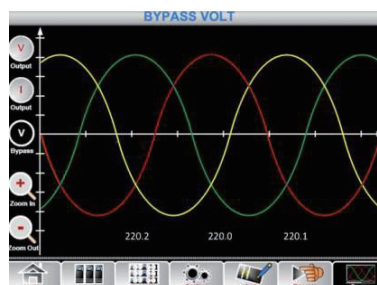 BYPASS VOLT
V
Output
I
Output
V
Bypass
+
Zoom In
-
Zoom Out
220.2 220.0 220.1